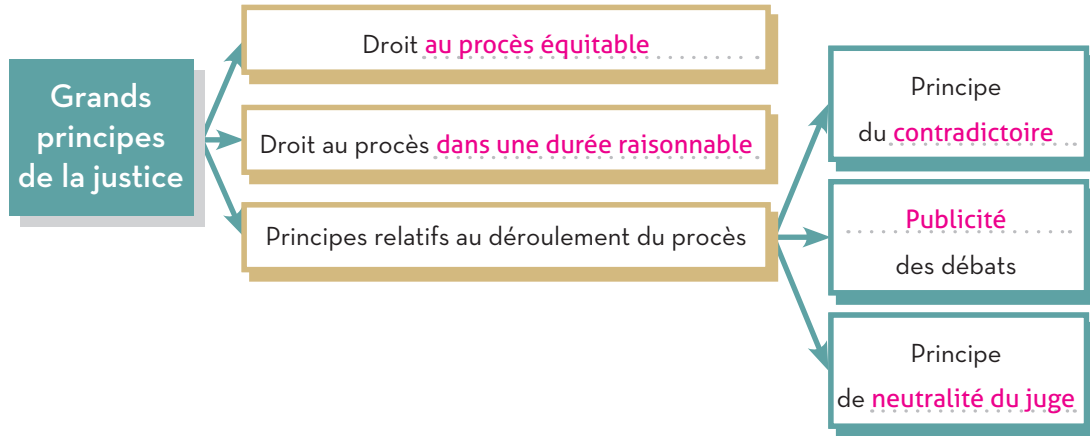 Grands
principes
de la justice
Droit au procès équitable
Droit au procès dans une durée raisonnable
Principes relatifs au déroulement du procès
Principe
du contradictoire
Publicité
des débats
Principe
de neutralité du juge